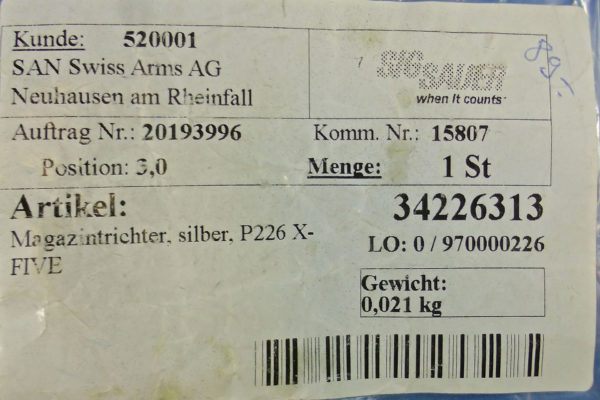 Kunde: 520001
SAN Swiss Arms AG
Neuhausen am Rheinfall
SIG
SAUER
when it counts
89.-
Auftrag Nr.: 20193996
Komm. Nr.: 15807
Position: 3,0
Menge: 1 St
Artikel: 34226313
Magazintrichter, silber, P226 X-
FIVE
LO: 0 / 970000226
Gewicht:
0,021 kg